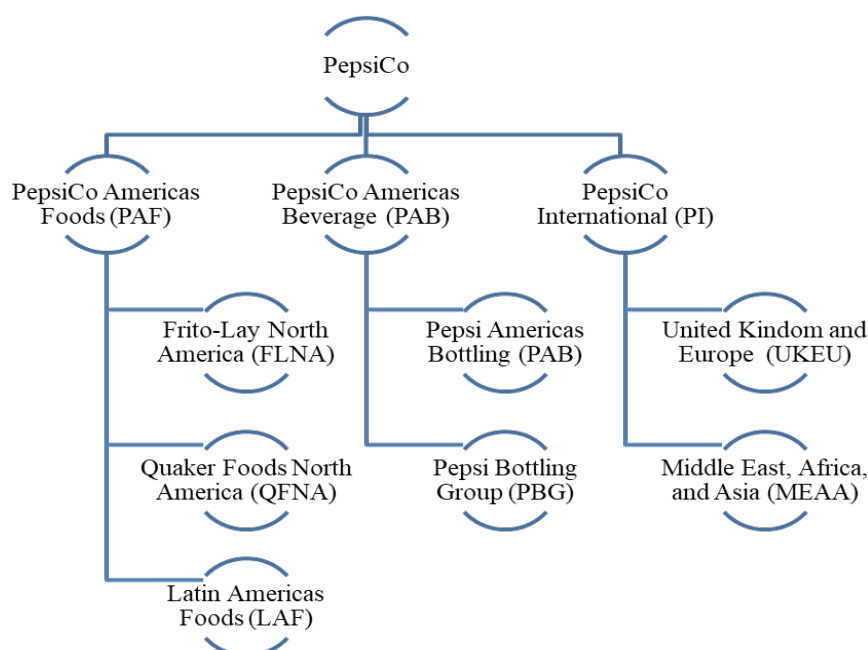 PepsiCo
PepsiCo Americas
Foods (PAF)
PepsiCo Americas
Beverage (PAB)
PepsiCo
International (PI)
Frito-Lay North
America (FLNA)
Quaker Foods North
America (QFNA)
Latin Americas
Foods (LAF)
Pepsi Americas
Bottling (PAB)
Pepsi Bottling
Group (PBG)
United Kindom and
Europe (UKEU)
Middle East, Africa,
and Asia (MEAA)